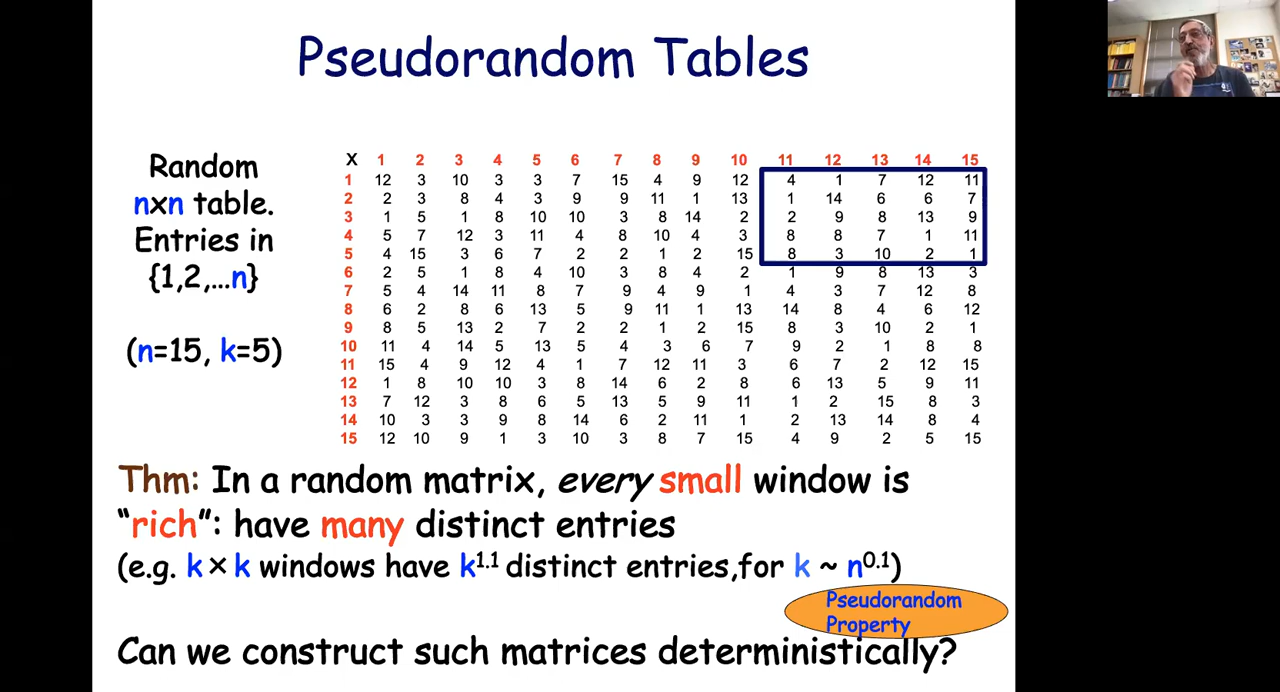 Pseudorandom Tables
Random
nxn table.
Entries in
{1,2,...n}
(n=15, k=5)
X 1 2 3 4 5 6 7 8 9 10 11 12 13 14 15
1 12 3 10 3 3 7 15 4 9 12 4 1 7 12 11
2 2 3 8 4 3 9 9 11 1 13 1 14 6 6 7
3 1 5 1 8 10 10 3 8 14 2 2 9 8 13 9
4 5 7 12 3 11 4 8 10 4 3 8 8 7 1 11
5 4 15 3 6 7 2 2 1 2 15 8 3 10 2 1
6 2 5 1 8 4 10 3 8 4 2 1 9 8 13 3
7 5 4 14 11 8 7 9 4 9 1 4 3 7 12 8
8 6 2 8 6 13 5 9 11 1 13 14 8 4 6 12
9 8 5 13 2 7 2 2 1 2 15 8 3 10 2 1
10 11 4 14 5 13 5 4 3 6 7 9 2 1 8 8
11 15 4 9 12 4 1 7 12 11 3 6 7 2 12 15
12 1 8 10 10 3 8 14 6 2 8 6 13 5 9 11
13 7 12 3 8 6 5 13 5 9 11 1 2 15 8 3
14 10 3 3 9 8 14 6 2 11 1 2 13 14 8 4
15 12 10 9 1 3 10 3 8 7 15 4 9 2 5 15
Thm: In a random matrix, every small window is
“rich”: have many distinct entries
(e.g. k × k windows have k^1.1 distinct entries,for k ~ n^0.1)
Pseudorandom
Property
Can we construct such matrices deterministically?